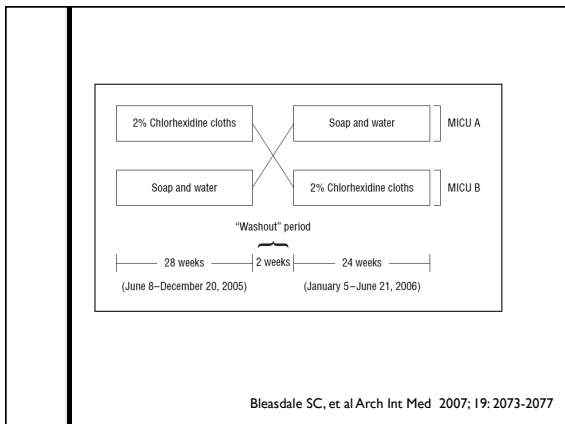 2% Chlorhexidine cloths
Soap and water
MICU A
Soap and water
2% Chlorhexidine cloths
MICU B
"Washout" period
28 weeks
2 weeks
24 weeks
(June 8–December 20, 2005)
(January 5–June 21, 2006)
Bleasdale SC, et al Arch Int Med 2007; 19: 2073-2077